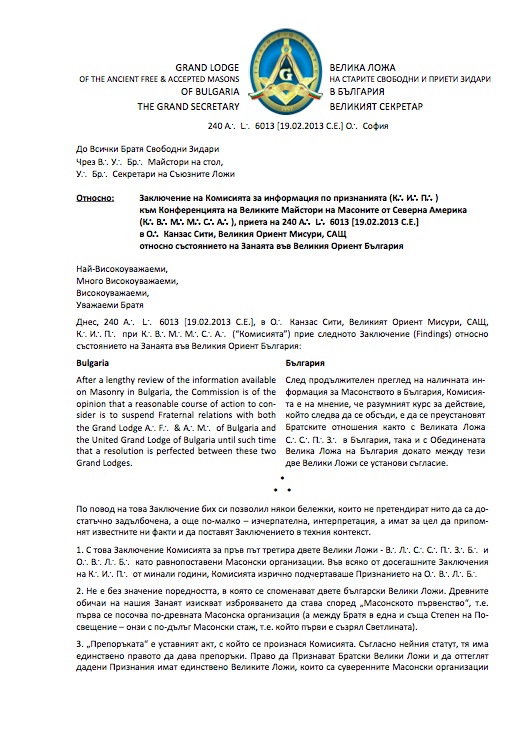 GRAND LODGE
OF THE ANCIENT FREE & ACCEPTED MASONS
OF BULGARIA
THE GRAND SECRETARY
ВЕЛИКА ЛОЖА
НА СТАРИТЕ СВОБОДНИ И ПРИЕТИ ЗИДАРИ
В БЪЛГАРИЯ
ВЕЛИКИЯТ СЕКРЕТАР
G
240 A∴ L∴ 6013 [19.02.2013 C.E.] O∴ София
До Всички Братя Свободни Зидари
Чрез В∴ У∴ Бр∴ Майстори на стол,
У∴ Бр∴ Секретари на Съюзните Ложи
Относно: Заключение на Комисията за информация по признанията (К∴ И∴ П∴)
към Конференцията на Великите Майстори на Масоните от Северна Америка
(К∴ В∴ М∴ М∴ С∴ А∴), приета на 240 A∴ L∴ 6013 [19.02.2013 C.E.]
в О∴ Канзас Сити, Великия Ориент Мисури, САЩ
относно състоянието на Занаята във Великия Ориент България
Най-Високоуважаеми,
Много Високоуважаеми,
Високоуважаеми,
Уважаеми Братя
Днес, 240 A∴ L∴ 6013 [19.02.2013 C.E.], в О∴ Канзас Сити, Великият Ориент Мисури, САЩ,
К∴ И∴ П∴ при К∴ В∴ М∴ М∴ С∴ А∴ (“Комисията”) прие следното Заключение (Findings) относно
състоянието на Занаята във Великия Ориент България:
Bulgaria
After a lengthy review of the information available
on Masonry in Bulgaria, the Commission is of the
opinion that a reasonable course of action to con-
sider is to suspend Fraternal relations with both
the Grand Lodge A∴ F∴ & A∴ M∴ of Bulgaria and
the United Grand Lodge of Bulgaria until such time
that a resolution is perfected between these two
Grand Lodges.
България
След продължителен преглед на наличната ин-
формация за Масонството в България, Комисия-
та е на мнение, че разумният курс за действие,
който следва да се обсъди, е да се преустановят
Братските отношения както с Великата Ложа
С∴ С∴ П∴ З∴ в България, така и с Обединената
Велика Ложа на България докато между тези
две Велики Ложи се установи съгласие.
*
* *
По повод на това Заключение бих си позволил някои бележки, които не претендират нито да са до-
статъчно задълбочена, а още по-малко – изчерпателна, интерпретация, а имат за цел да припом-
нят известните ни факти и да поставят Заключението в техния контекст.
1. С това Заключение Комисията за пръв път третира двете Велики Ложи - В∴ Л∴ С∴ С∴ П∴ З∴ Б∴ и
О∴ В∴ Л∴ Б∴ като равнопоставени Масонски организации. Във всяко от досегашните Заключения
на К∴ И∴ П∴ от минали години, Комисията изрично подчертаваше Признанието на О∴ В∴ Л∴ Б∴
2. Не е без значение поредността, в която се споменават двете български Велики Ложи. Древните
обичаи на нашия Занаят изискват изброяването да става според „Масонското първенство“, т.е.
първа се посочва по-древната Масонска организация (а между Братя в една и съща Степен на По-
свещение – онзи с по-дълъг Масонски стаж, т.е. който първи е съзрял Светлината).
3. „Препоръката“ е уставният акт, с който се произнася Комисията. Съгласно нейния статут, тя има
единствено правото да дава препоръки. Право да Признават Братски Велики Ложи и да оттеглят
дадени Признания имат единствено Великите Ложи, които са суверенните Масонски организации